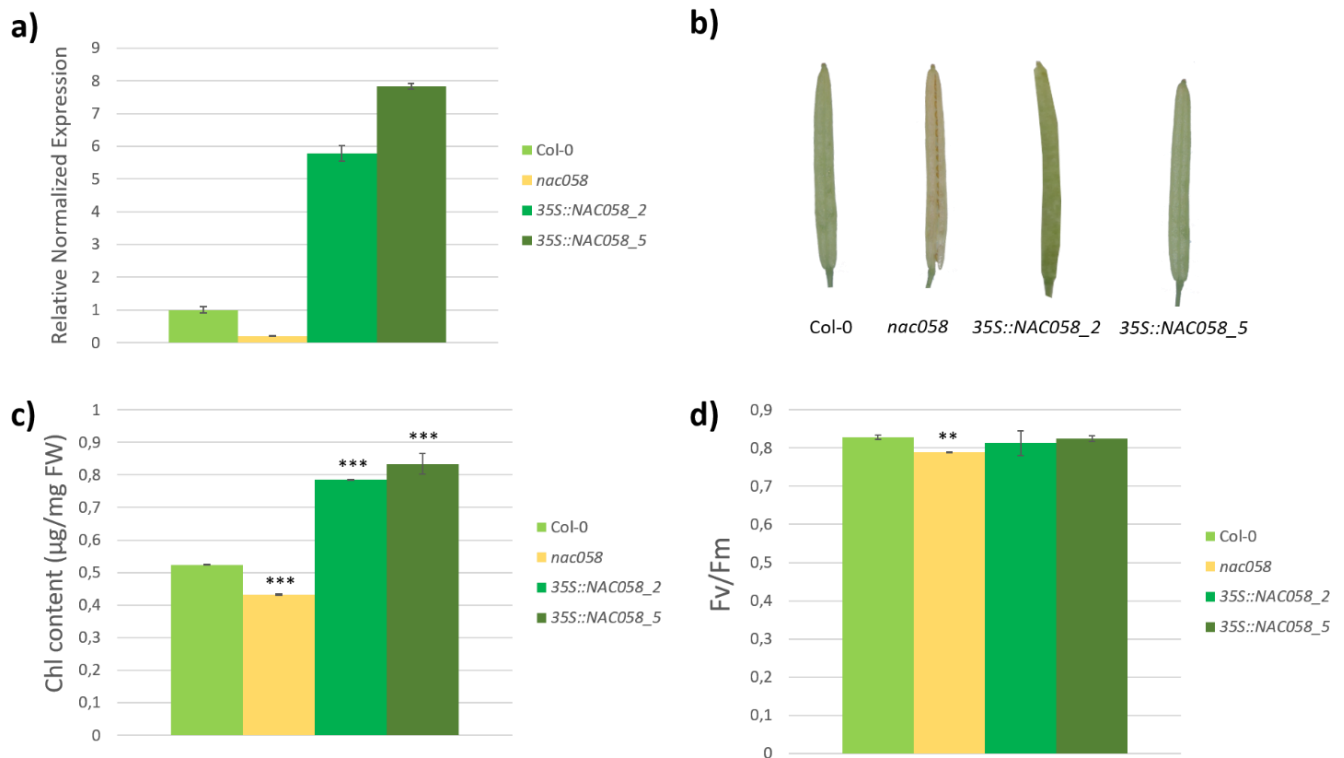 a)
Relative Normalized Expression
9
8
7
6
5
4
3
2
1
0
Col-0
nac058
35S::NAC058_2
35S::NAC058_5
b)
Col-0
nac058
35S::NAC058_2
35S::NAC058_5
c)
Chl content (µg/mg FW)
1
0,9
0,8
0,7
0,6
0,5
0,4
0,3
0,2
0,1
0
***
***
***
Col-0
nac058
35S::NAC058_2
35S::NAC058_5
d)
Fv/Fm
0,9
0,8
0,7
0,6
0,5
0,4
0,3
0,2
0,1
0
**
Col-0
nac058
35S::NAC058_2
35S::NAC058_5